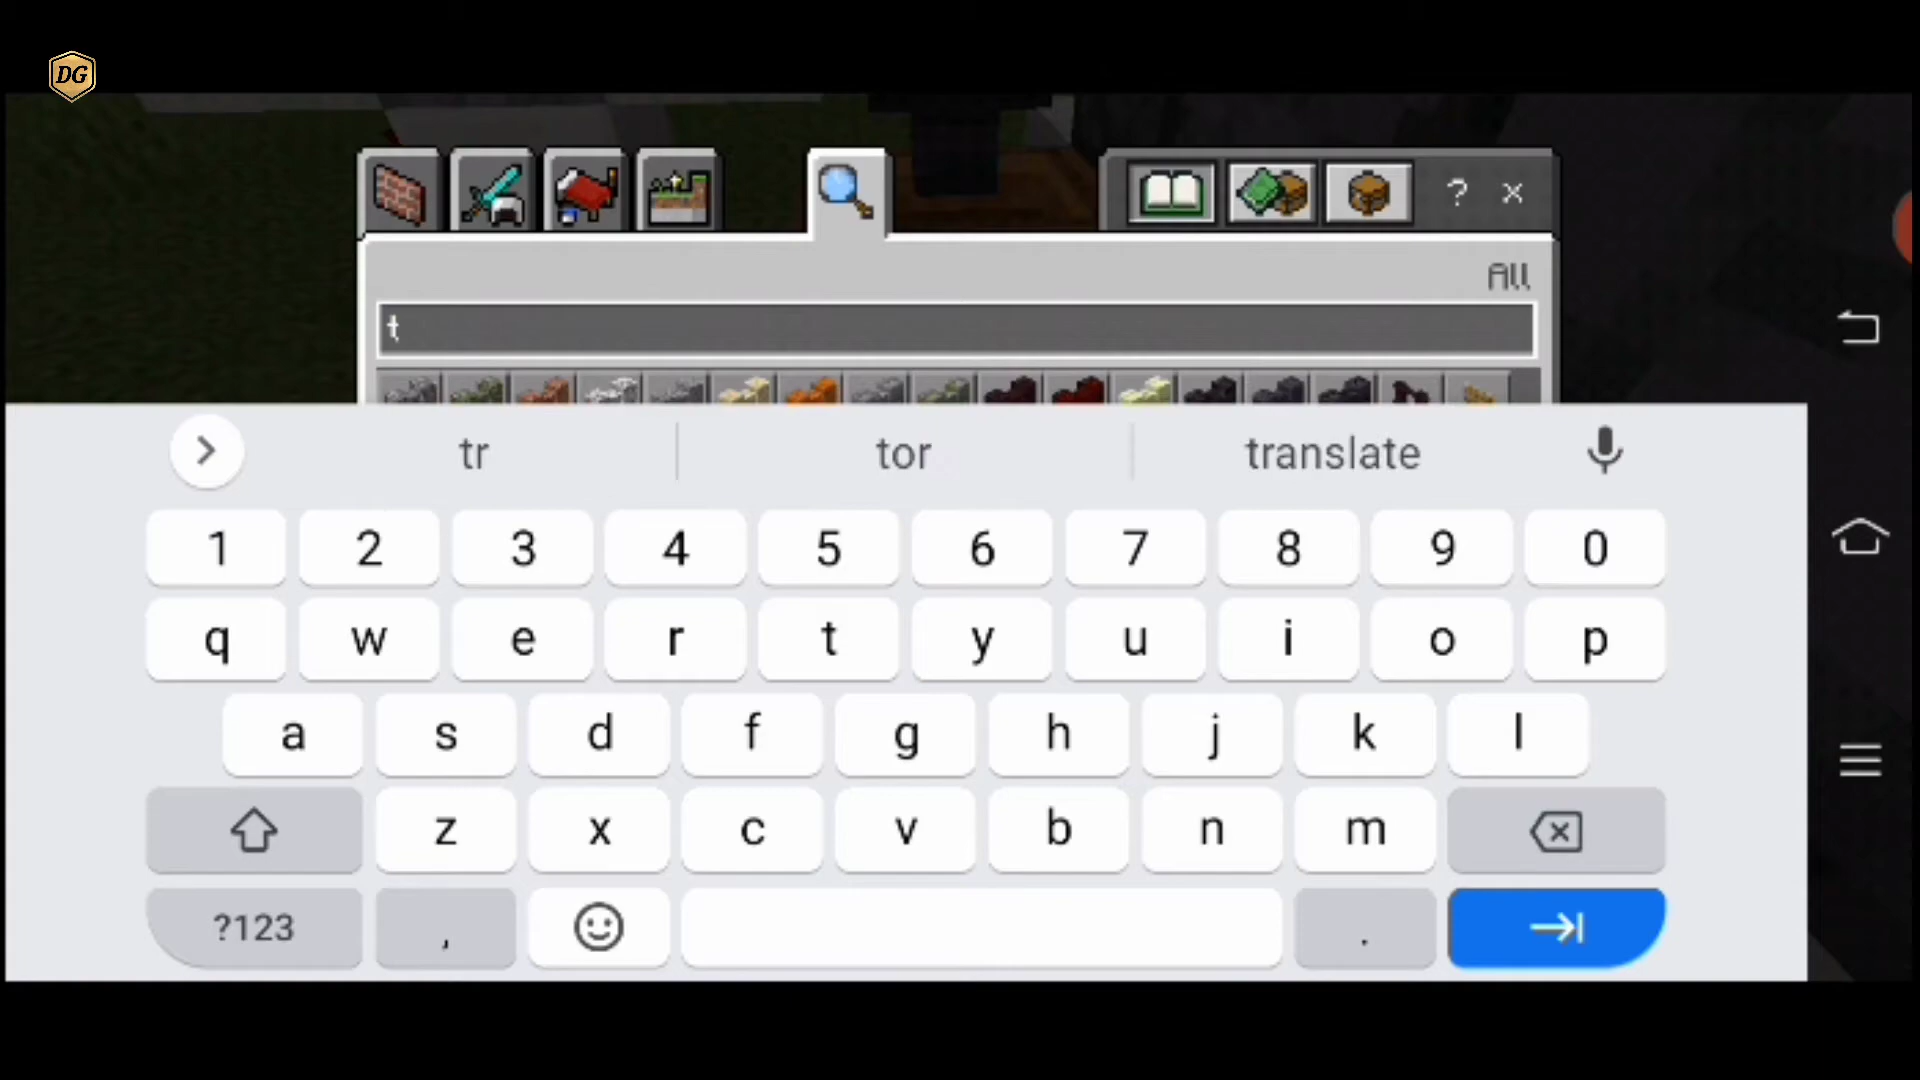 DG
? ×
All
t
tr tor translate
1 2 3 4 5 6 7 8 9 0
q w e r t y u i o p
a s d f g h j k l
z x c v b n m
?123 , .